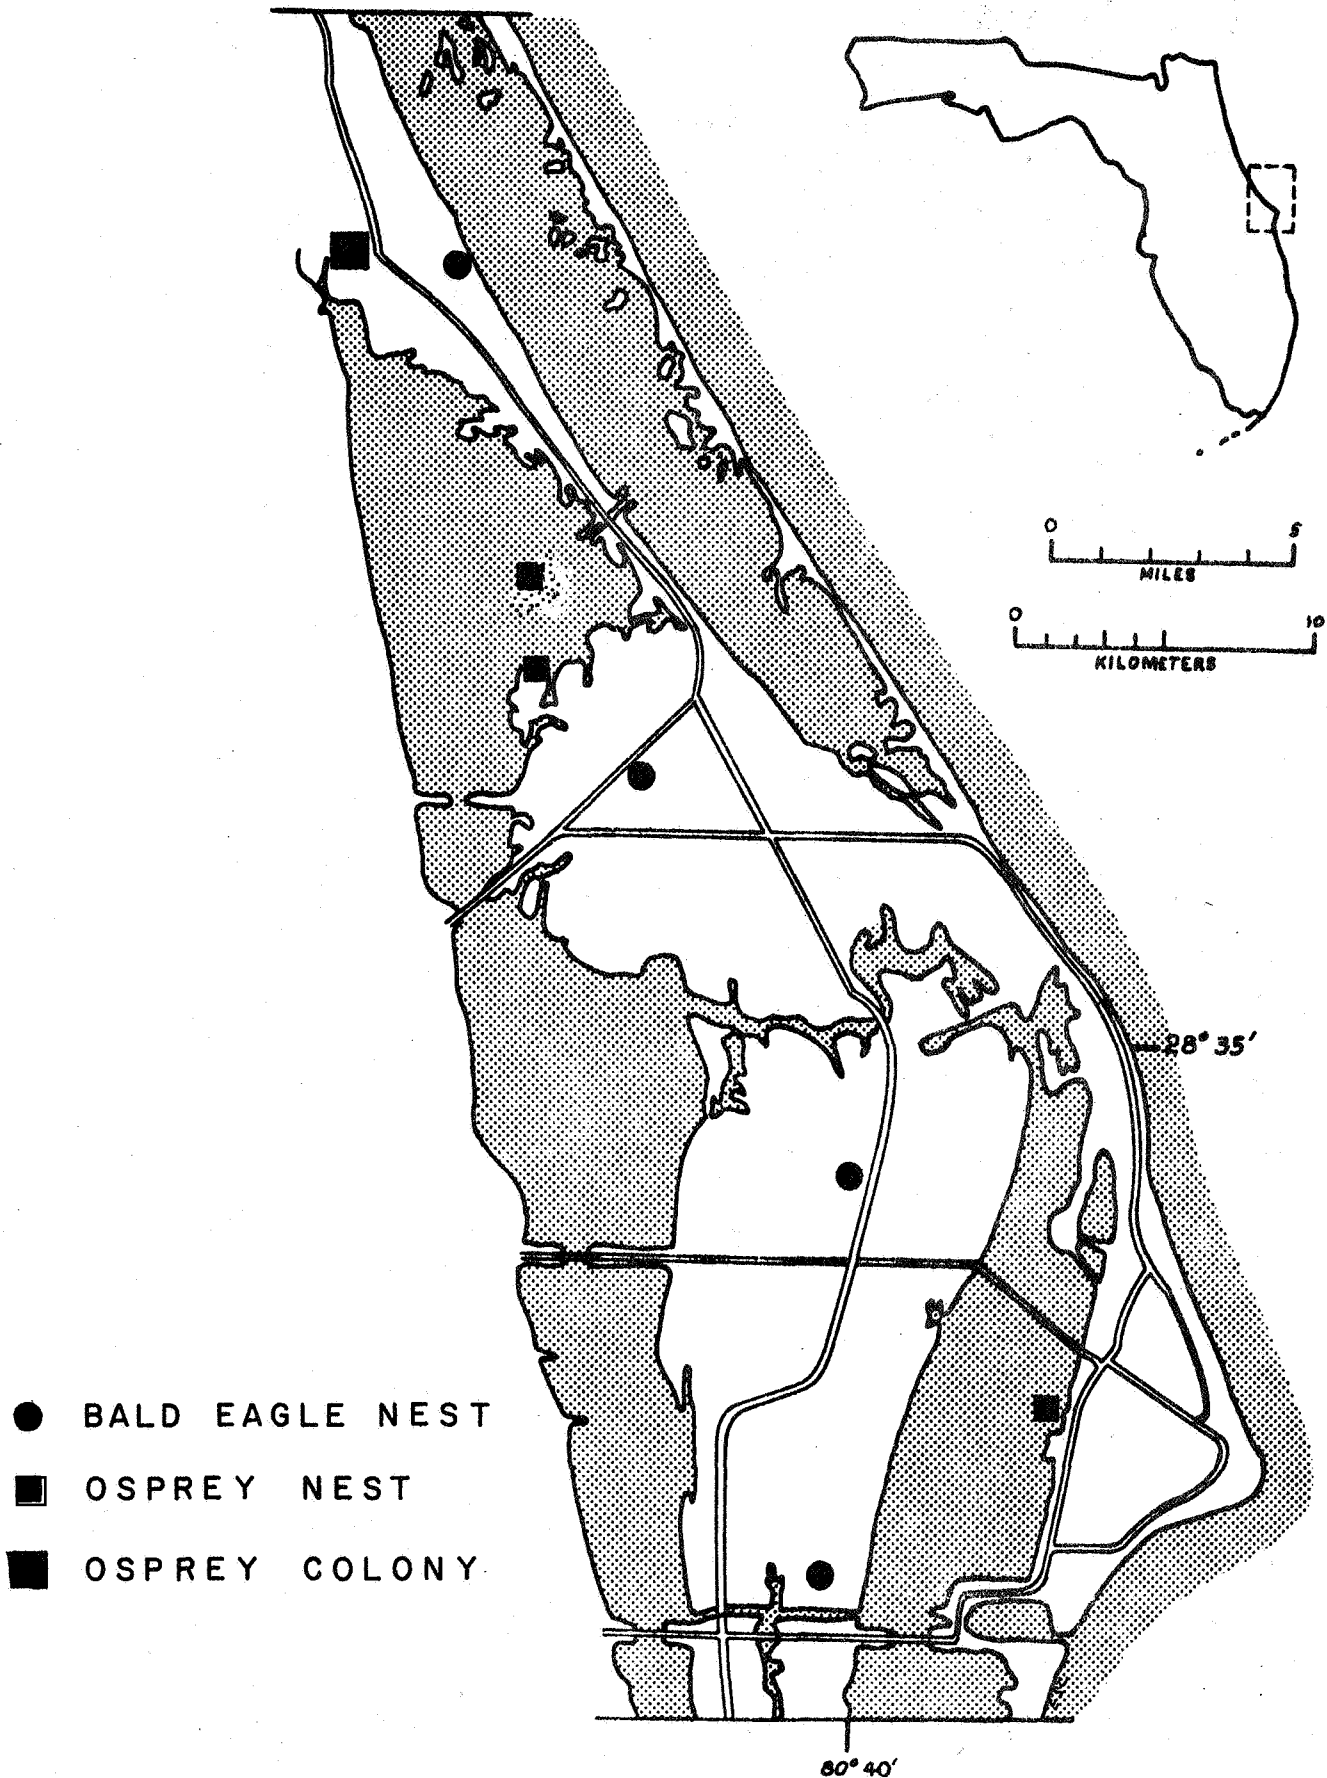 0 5
MILES
0 10
KILOMETERS
28° 35'
BALD EAGLE NEST
OSPREY NEST
OSPREY COLONY
80° 40'